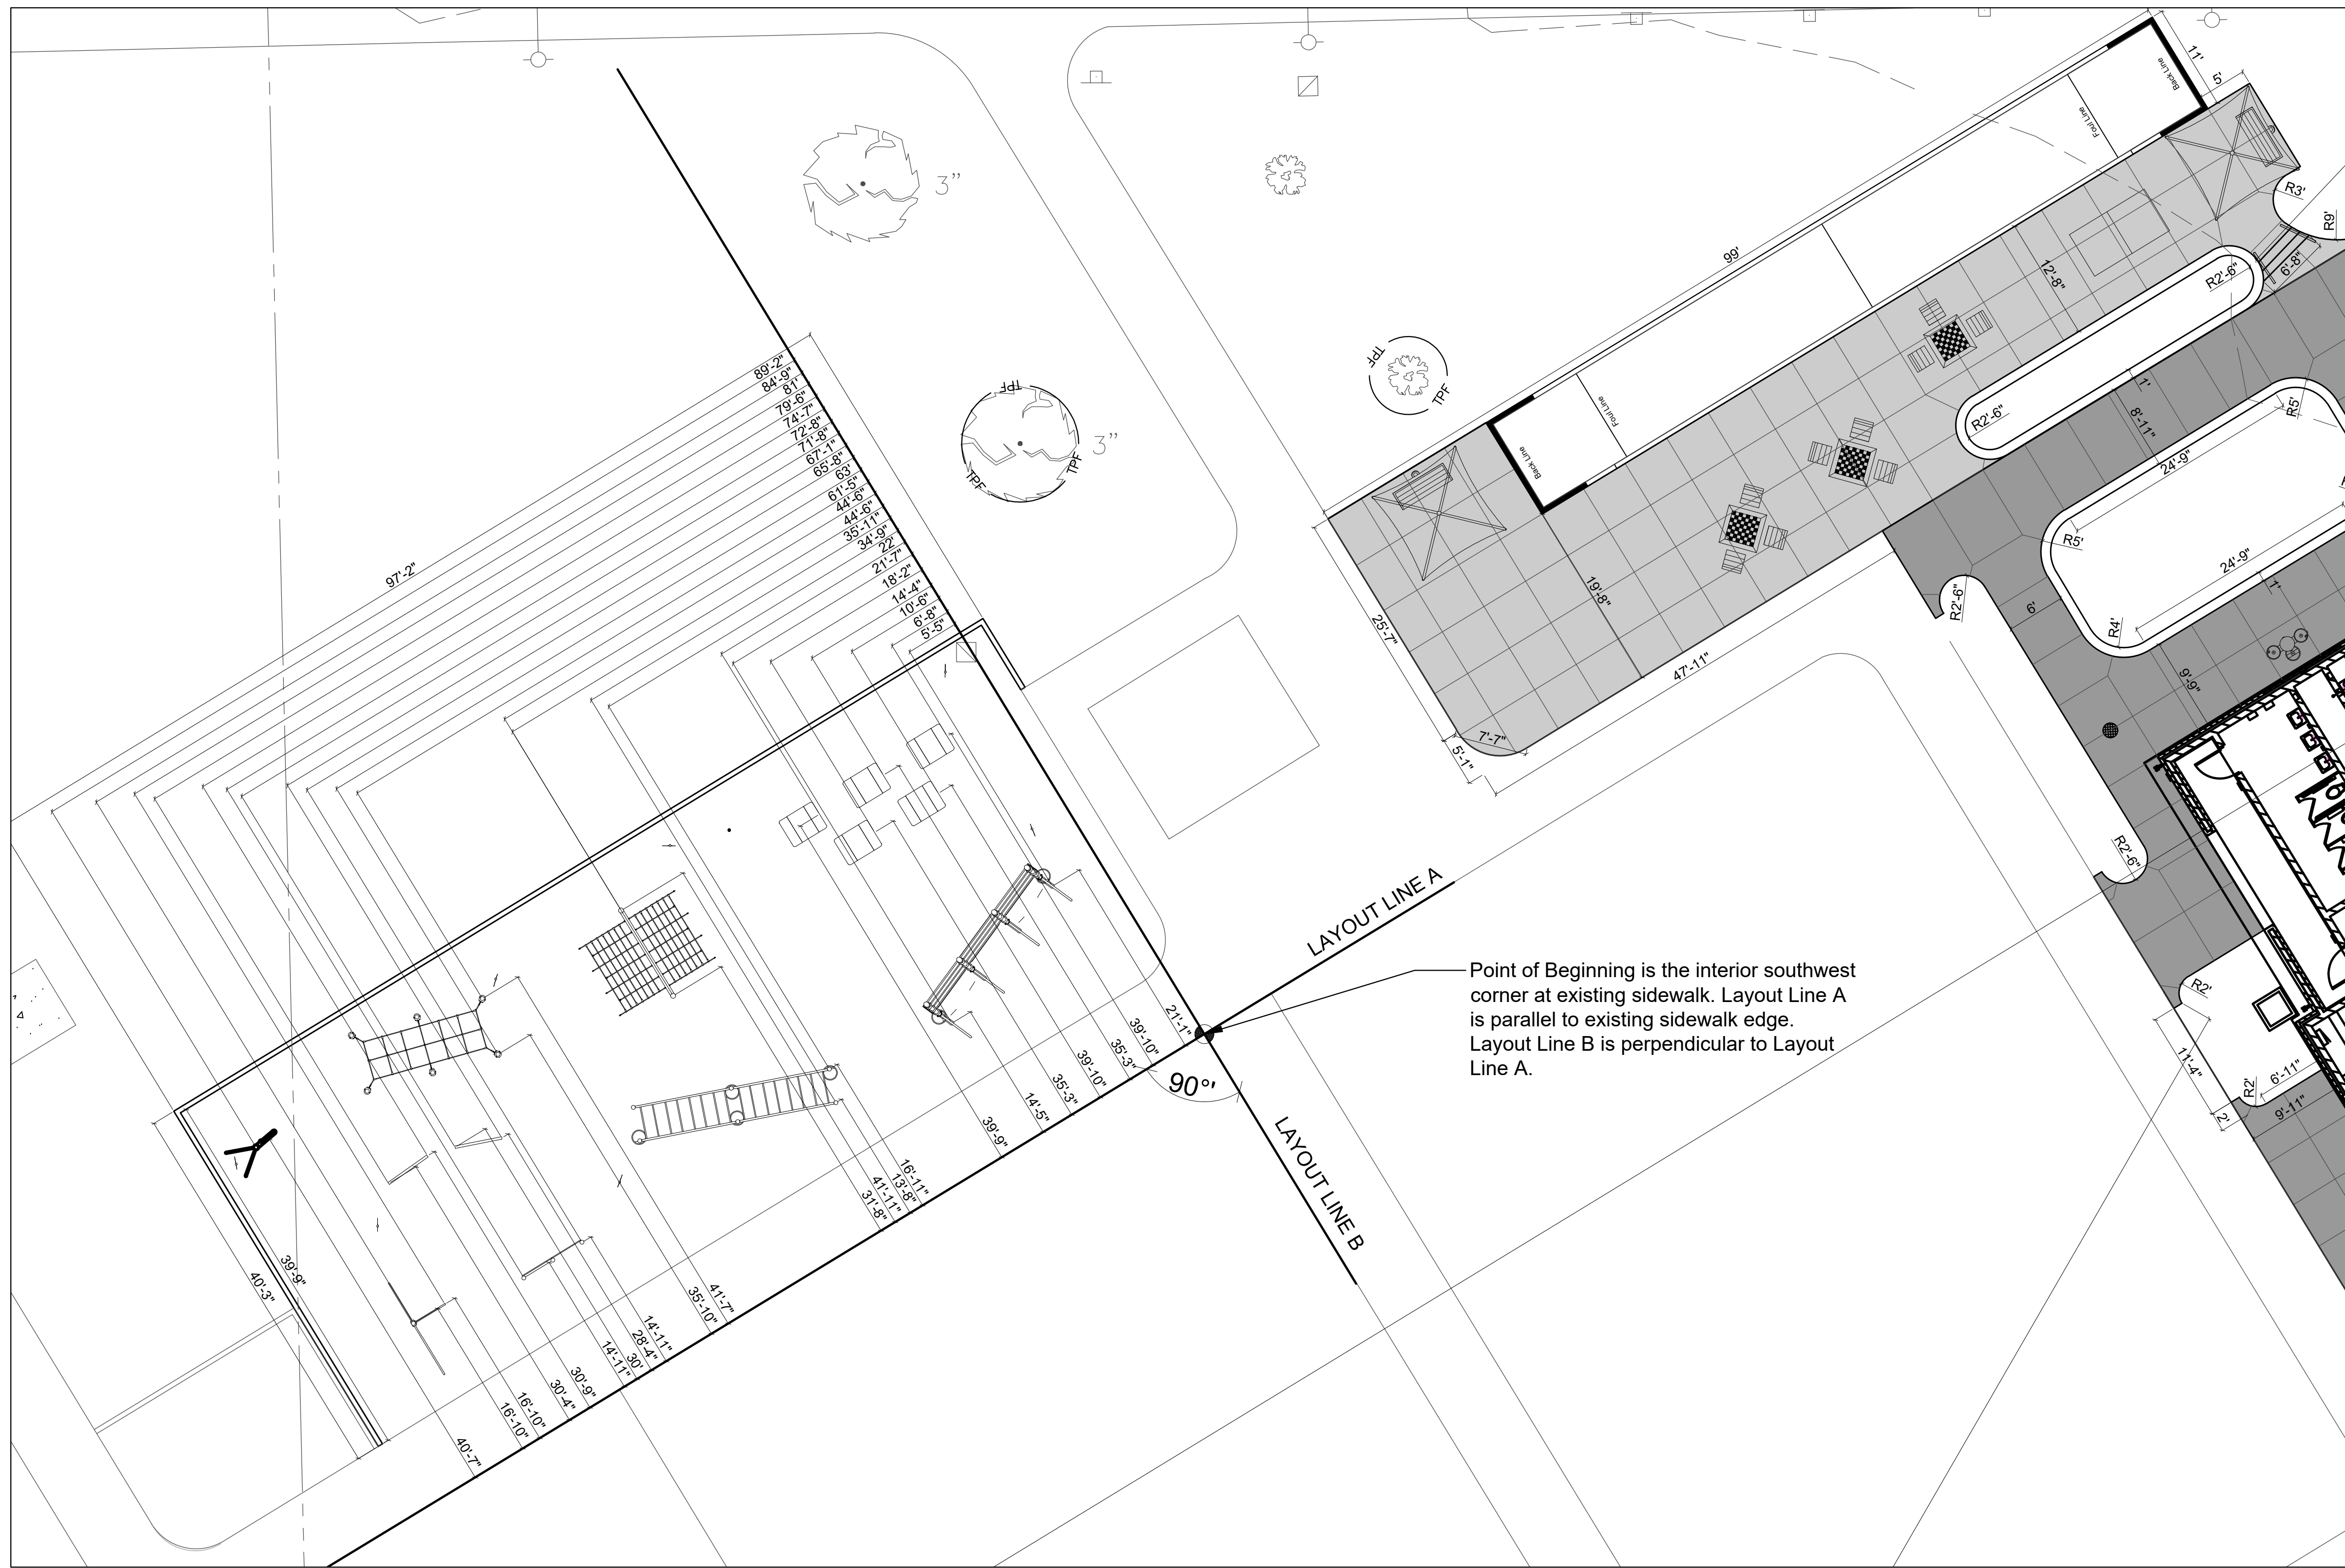 3”
3”
TPF
TPF
TPF
TPF
TPF
89'-2"
84'-9"
81'
79'-6"
74'-7"
72'-8"
71'-8"
67'-1"
65'-8"
63'
61'-5"
44'-6"
44'-6"
35'-11"
34'-9"
22'
21'-7"
18'-2"
14'-4"
10'-6"
6'-8"
5'-5"
97'-2"
99'
11'
5'
Back Line
Foul Line
R3'
R9'
6'-8"
12'-8"
R2'-6"
R2'-6"
1'
8'-11"
R5'
24'-9"
R5'
24'-9"
1'
6'
R4'
9'-9"
Foul Line
Back Line
19'-8"
25'-7"
47'-11"
7'-7"
5'-1"
R2'-6"
R2'-6"
R2'
11'-4"
R2'
6'-11"
9'-11"
2'
LAYOUT LINE A
Point of Beginning is the interior southwest
corner at existing sidewalk. Layout Line A
is parallel to existing sidewalk edge.
Layout Line B is perpendicular to Layout
Line A.
90°'
LAYOUT LINE B
21'-1"
39'-10"
35'-3"
39'-10"
35'-3"
14'-5"
39'-9"
16'-11"
13'-8"
41'-11"
31'-8"
41'-7"
35'-10"
14'-11"
28'-4"
30'
14'-11"
30'-9"
30'-4"
16'-10"
16'-10"
40'-7"
39'-9"
40'-3"